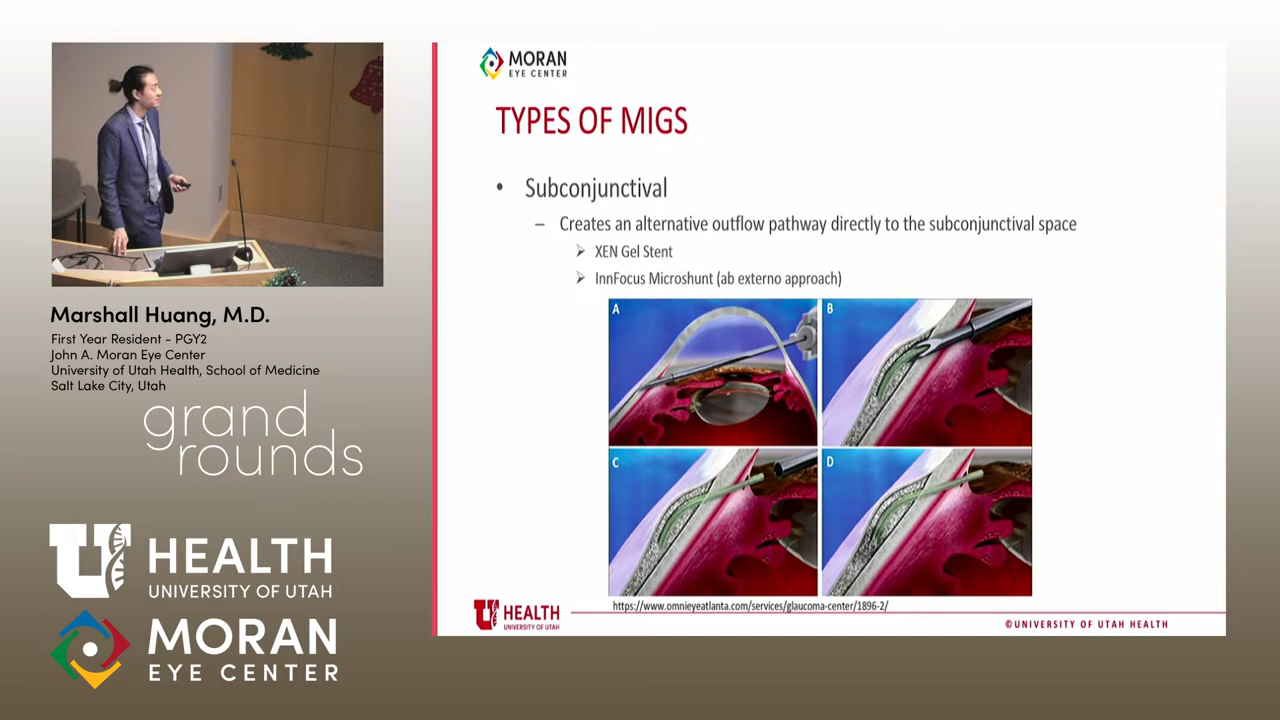 MORAN
EYE CENTER
TYPES OF MIGS
• Subconjunctival
– Creates an alternative outflow pathway directly to the subconjunctival space
➢ XEN Gel Stent
➢ InnFocus Microshunt (ab externo approach)
A
B
C
D
https://www.omnieyeatlanta.com/services/glaucoma-center/1896-2/
U HEALTH
UNIVERSITY OF UTAH
©UNIVERSITY OF UTAH HEALTH
Marshall Huang, M.D.
First Year Resident - PGY2
John A. Moran Eye Center
University of Utah Health, School of Medicine
Salt Lake City, Utah
grand
rounds
U HEALTH
UNIVERSITY OF UTAH
MORAN
EYE CENTER